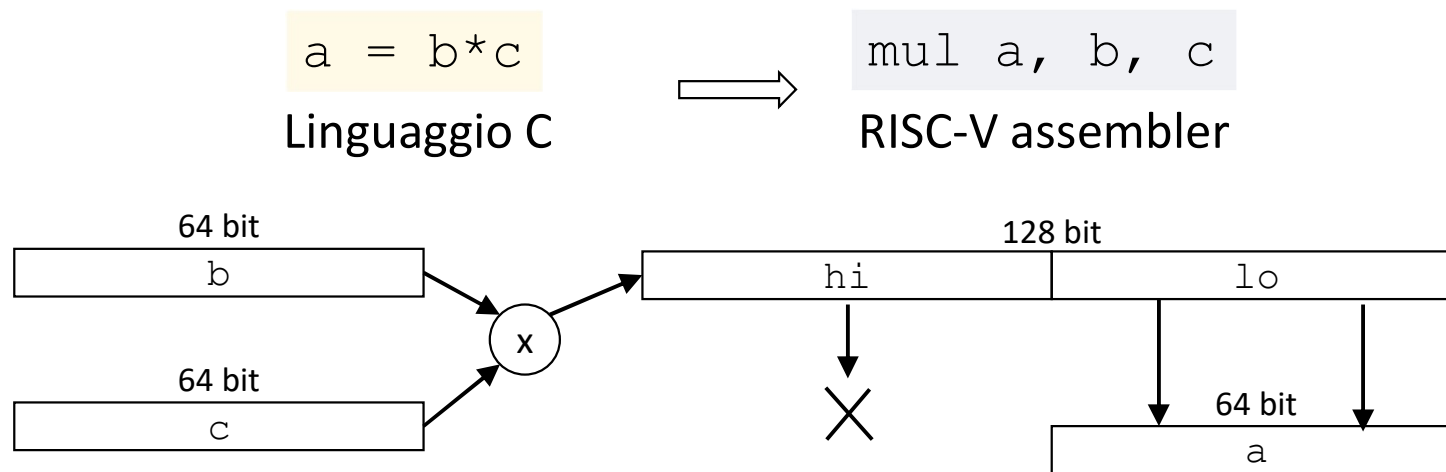 a = b*c
mul a, b, c
Linguaggio C
RISC-V assembler
64 bit
128 bit
b
hi
lo
x
64 bit
64 bit
c
a